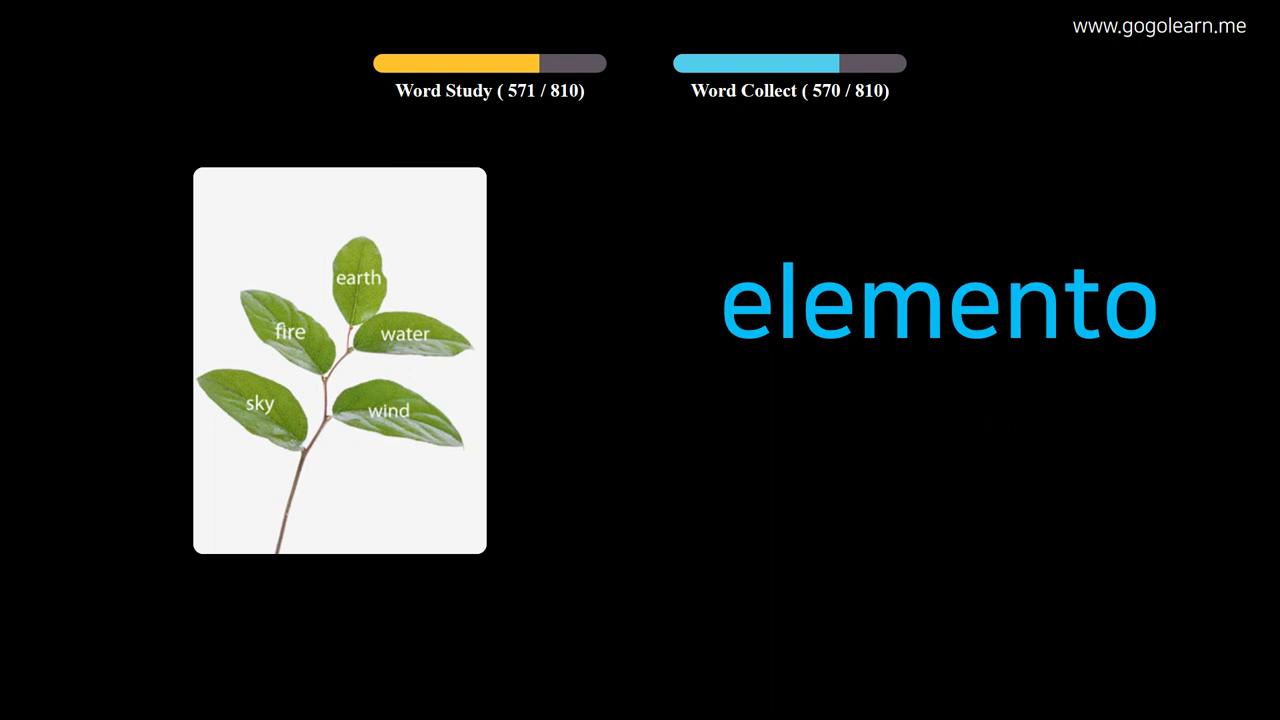 www.gogolearn.me
Word Study ( 571 / 810)
Word Collect ( 570 / 810)
earth
fire
water
sky
wind
elemento